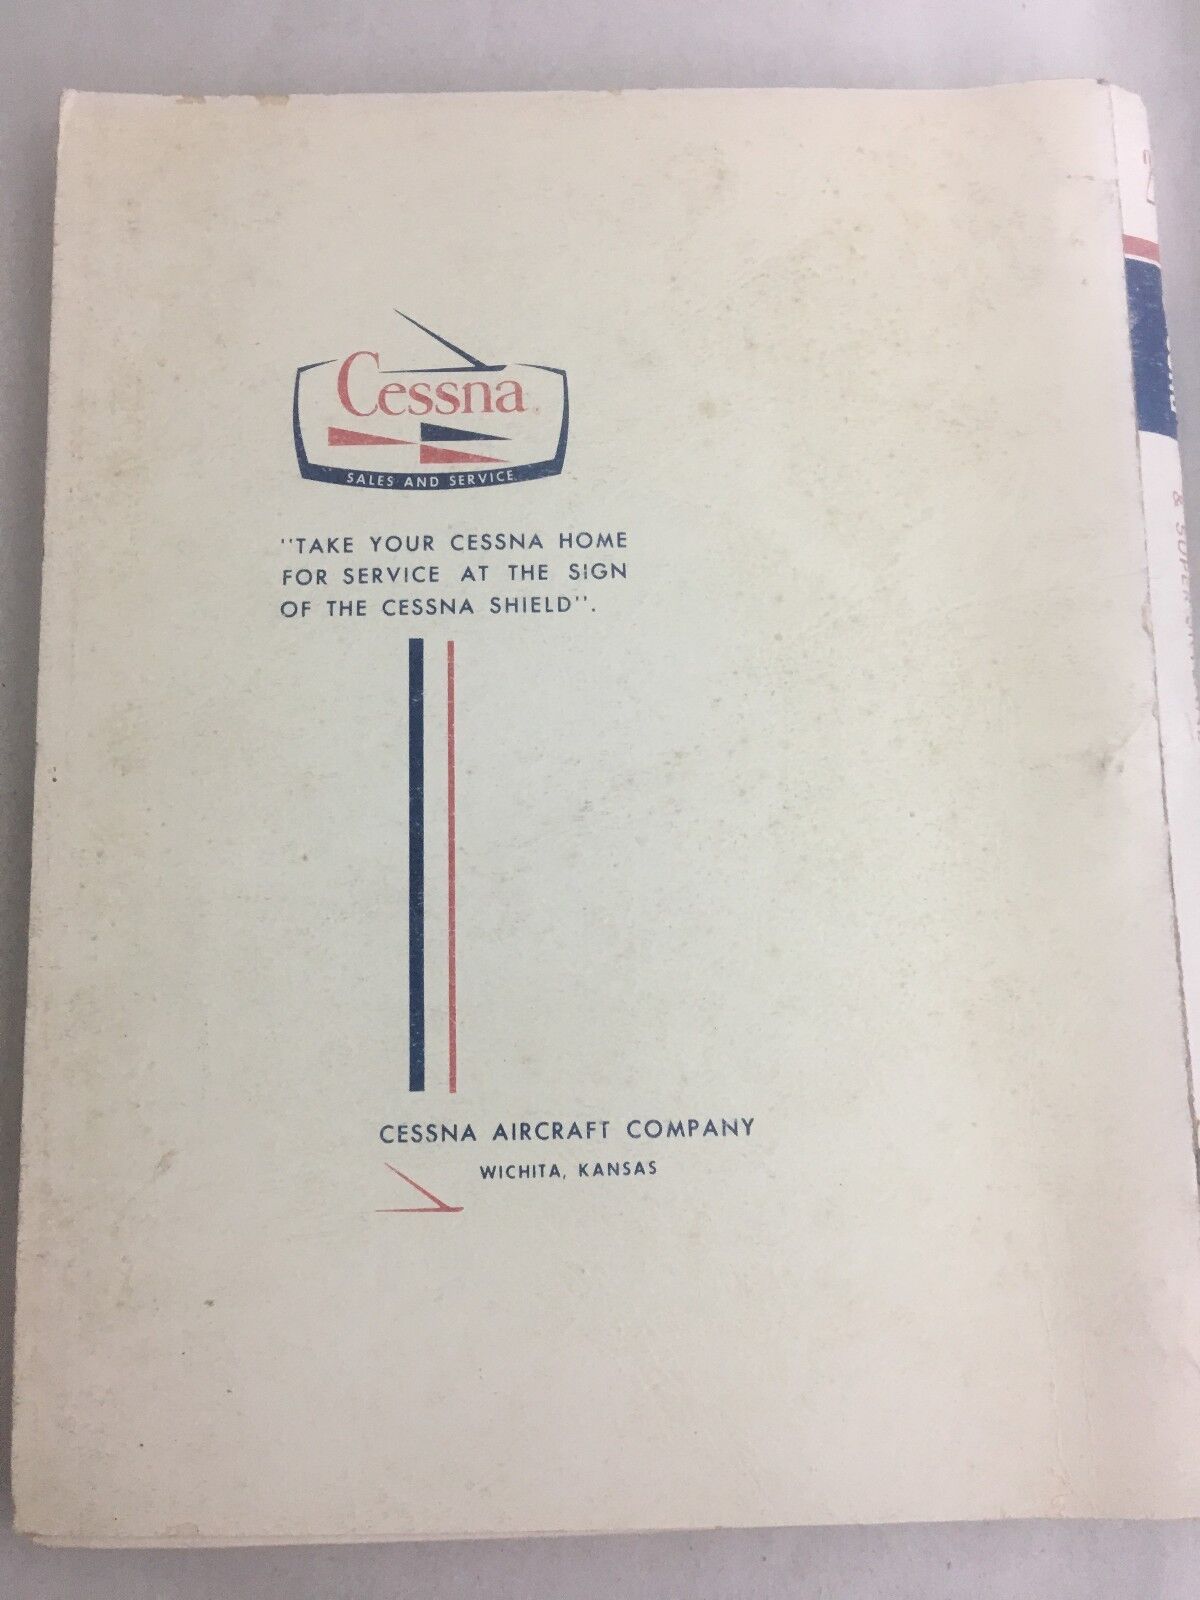 Cessna
SALES AND SERVICE
"TAKE YOUR CESSNA HOME
FOR SERVICE AT THE SIGN
OF THE CESSNA SHIELD".
CESSNA AIRCRAFT COMPANY
WICHITA, KANSAS